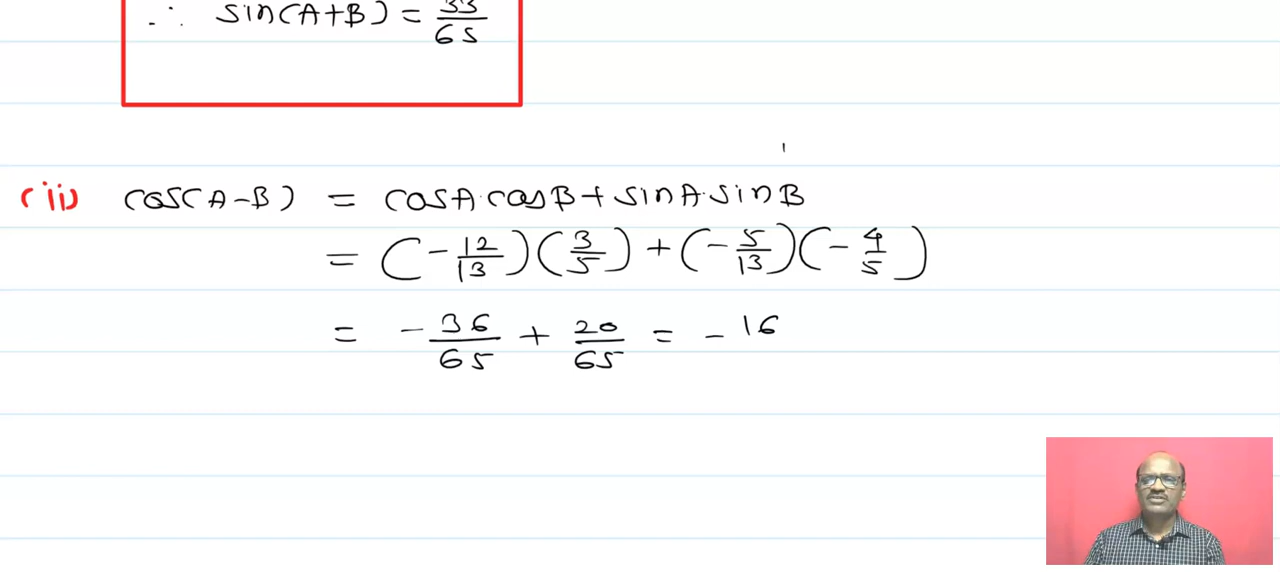 ∴ sin(A+B) = 33/65
(ii) cos(A-B) = cosA·cosB + sinA·sinB
= (-12/13)(3/5) + (-5/13)(-4/5)
= -36/65 + 20/65 = -16